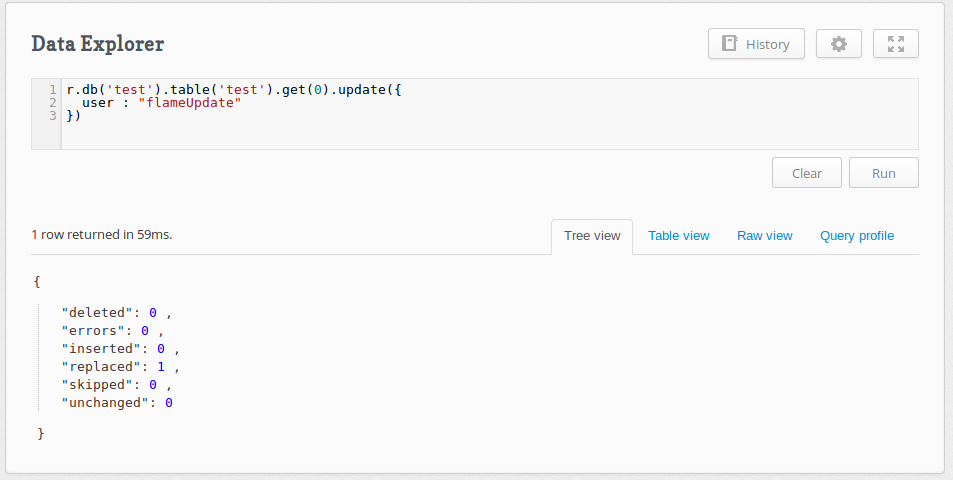 Data Explorer
History
1 r.db('test').table('test').get(0).update({
2   user : "flameUpdate"
3 })
Clear
Run
1 row returned in 59ms.
Tree view
Table view
Raw view
Query profile
{
"deleted": 0 ,
"errors": 0 ,
"inserted": 0 ,
"replaced": 1 ,
"skipped": 0 ,
"unchanged": 0
}